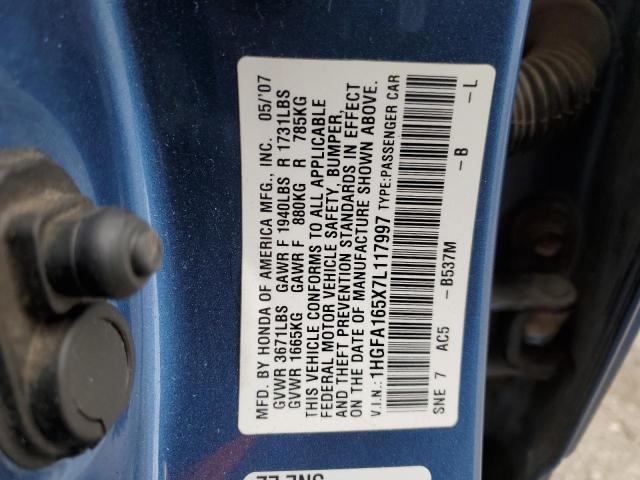 MFD. BY HONDA OF AMERICA MFG., INC. 05/'07
GVWR 3671LBS GAWR F 1940LBS R 1731LBS
GVWR 1665KG GAWR F 880KG R 785KG
THIS VEHICLE CONFORMS TO ALL APPLICABLE
FEDERAL MOTOR VEHICLE SAFETY, BUMPER,
AND THEFT PREVENTION STANDARDS IN EFFECT
ON THE DATE OF MANUFACTURE SHOWN ABOVE.
V.I.N.: 1HGFA165X7L117997 TYPE:PASSENGER CAR
SNE 7 AC5 -B537M -B -L